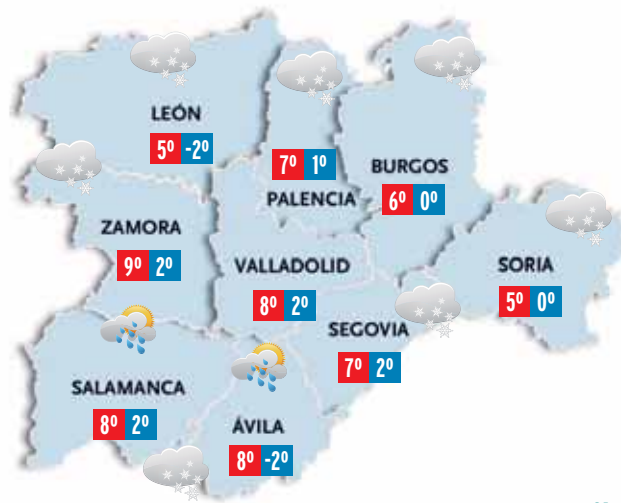 LEÓN
5º -2º
7º 1º
PALENCIA
BURGOS
6º 0º
ZAMORA
9º 2º
VALLADOLID
8º 2º
SORIA
5º 0º
SEGOVIA
7º 2º
SALAMANCA
8º 2º
ÁVILA
8º -2º